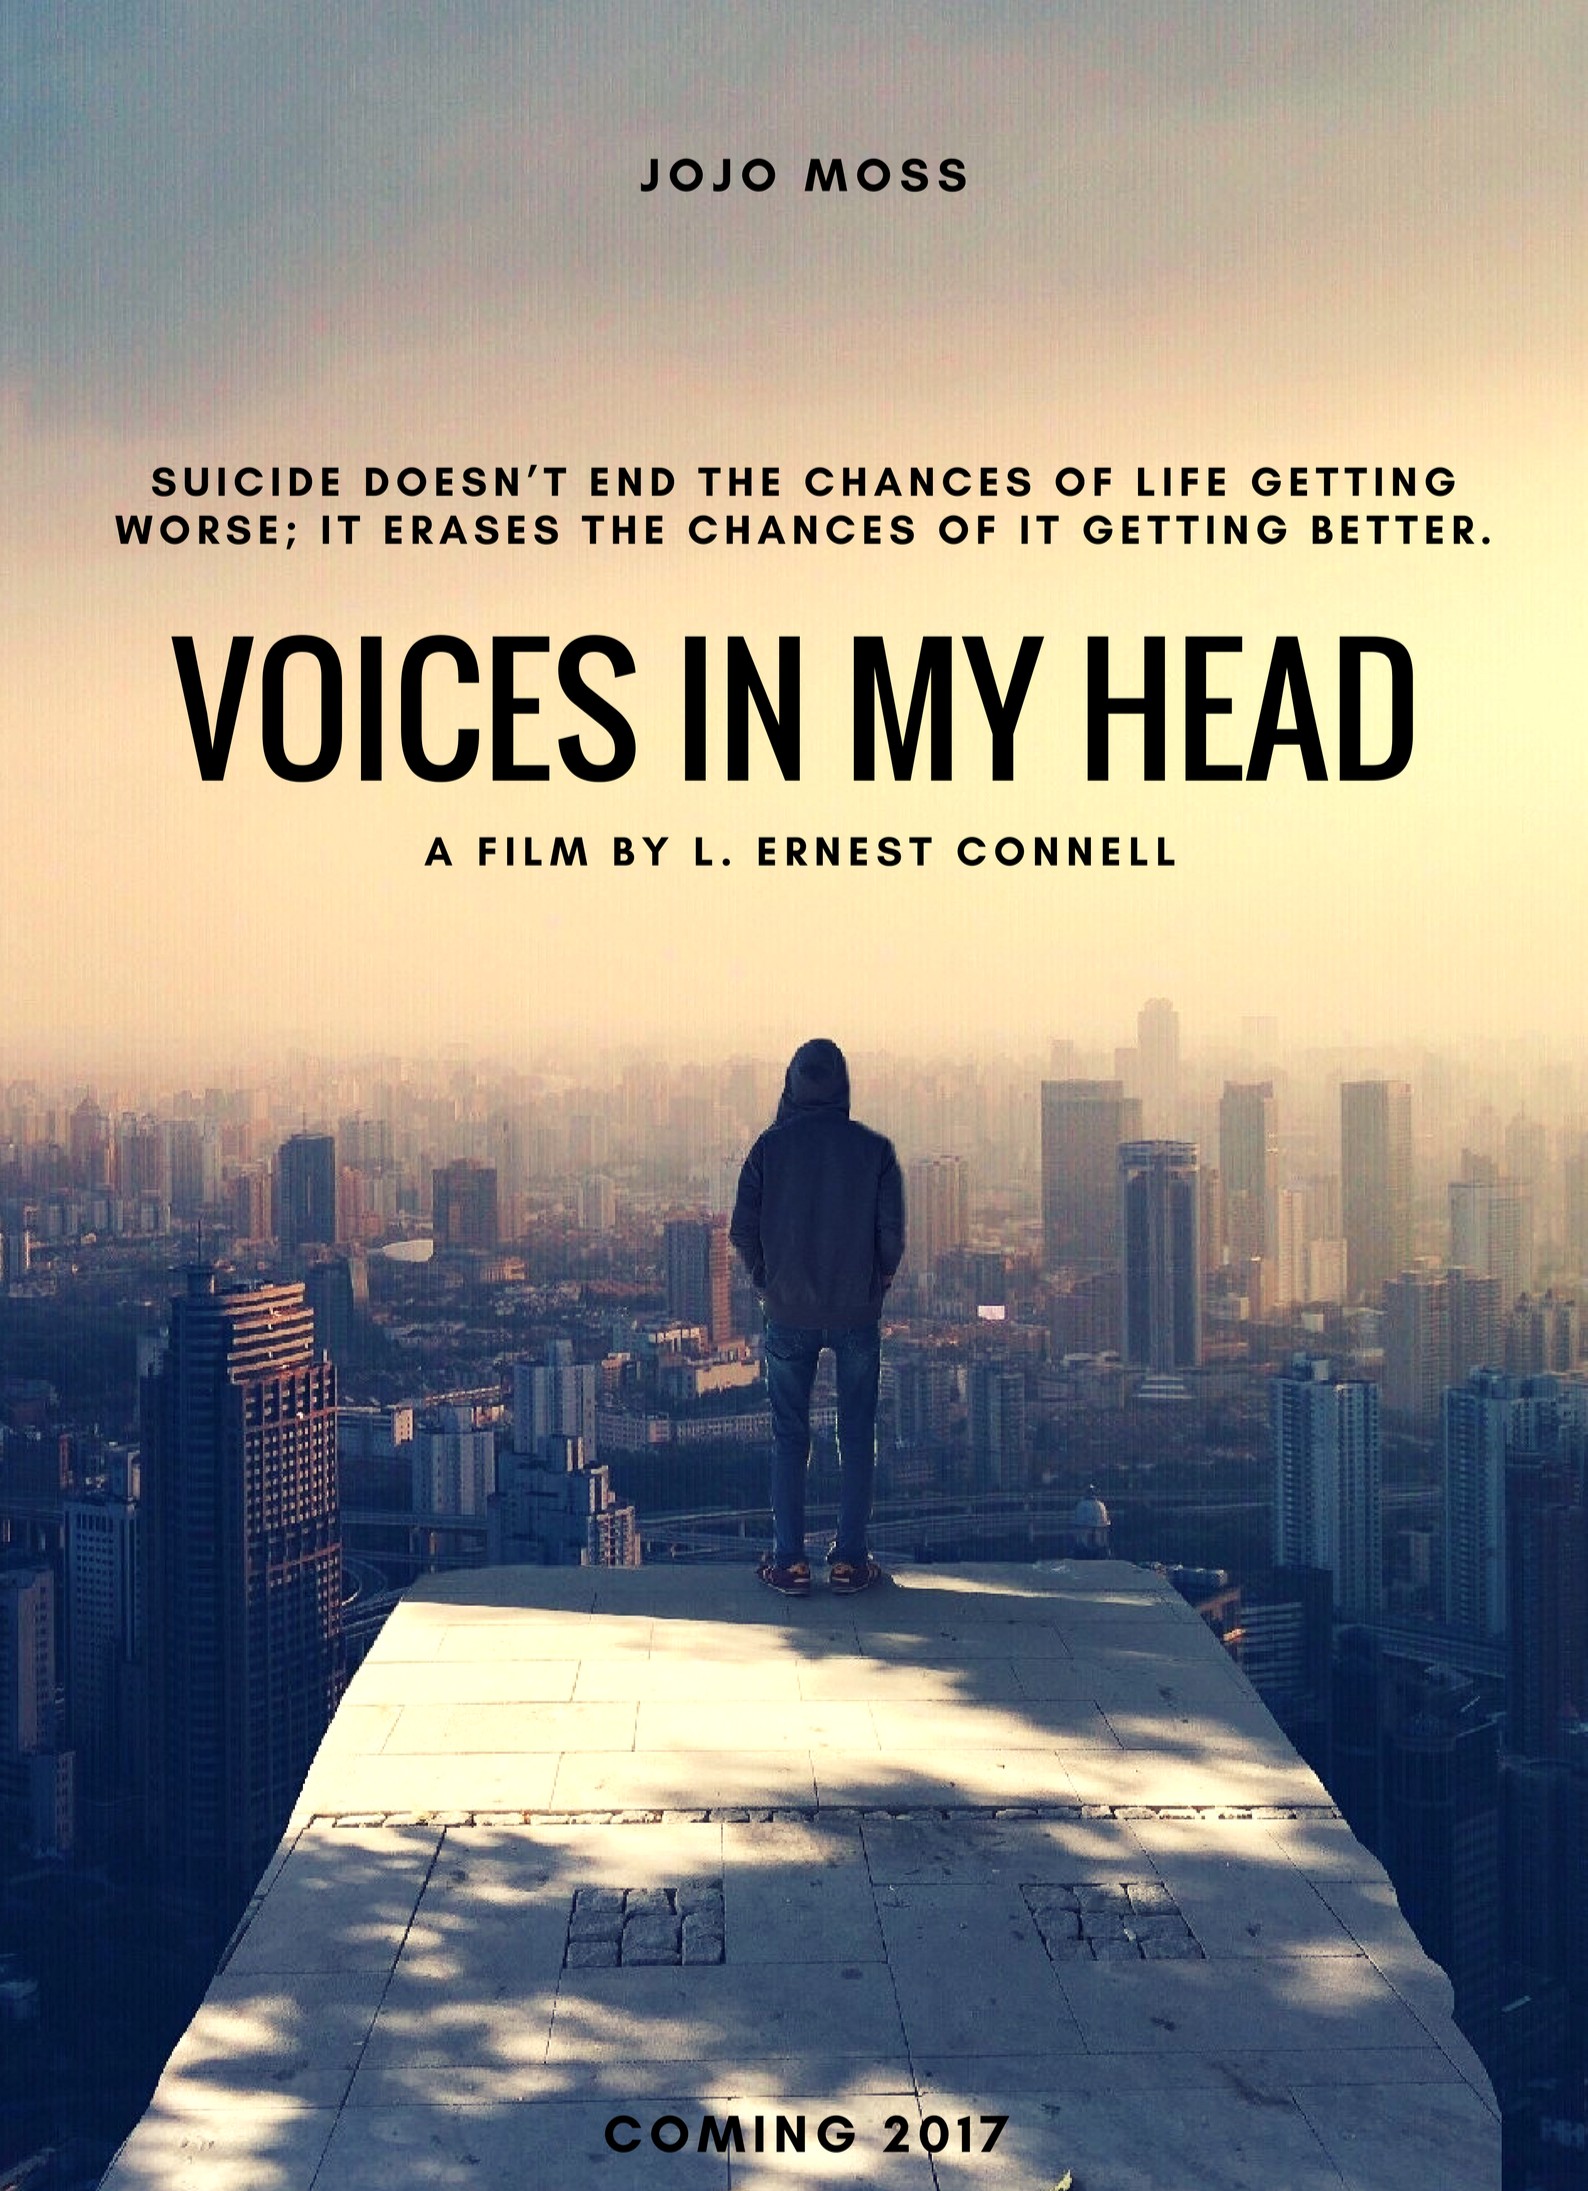 JOJO MOSS
SUICIDE DOESN’T END THE CHANCES OF LIFE GETTING
WORSE; IT ERASES THE CHANCES OF IT GETTING BETTER.
VOICES IN MY HEAD
A FILM BY L. ERNEST CONNELL
COMING 2017